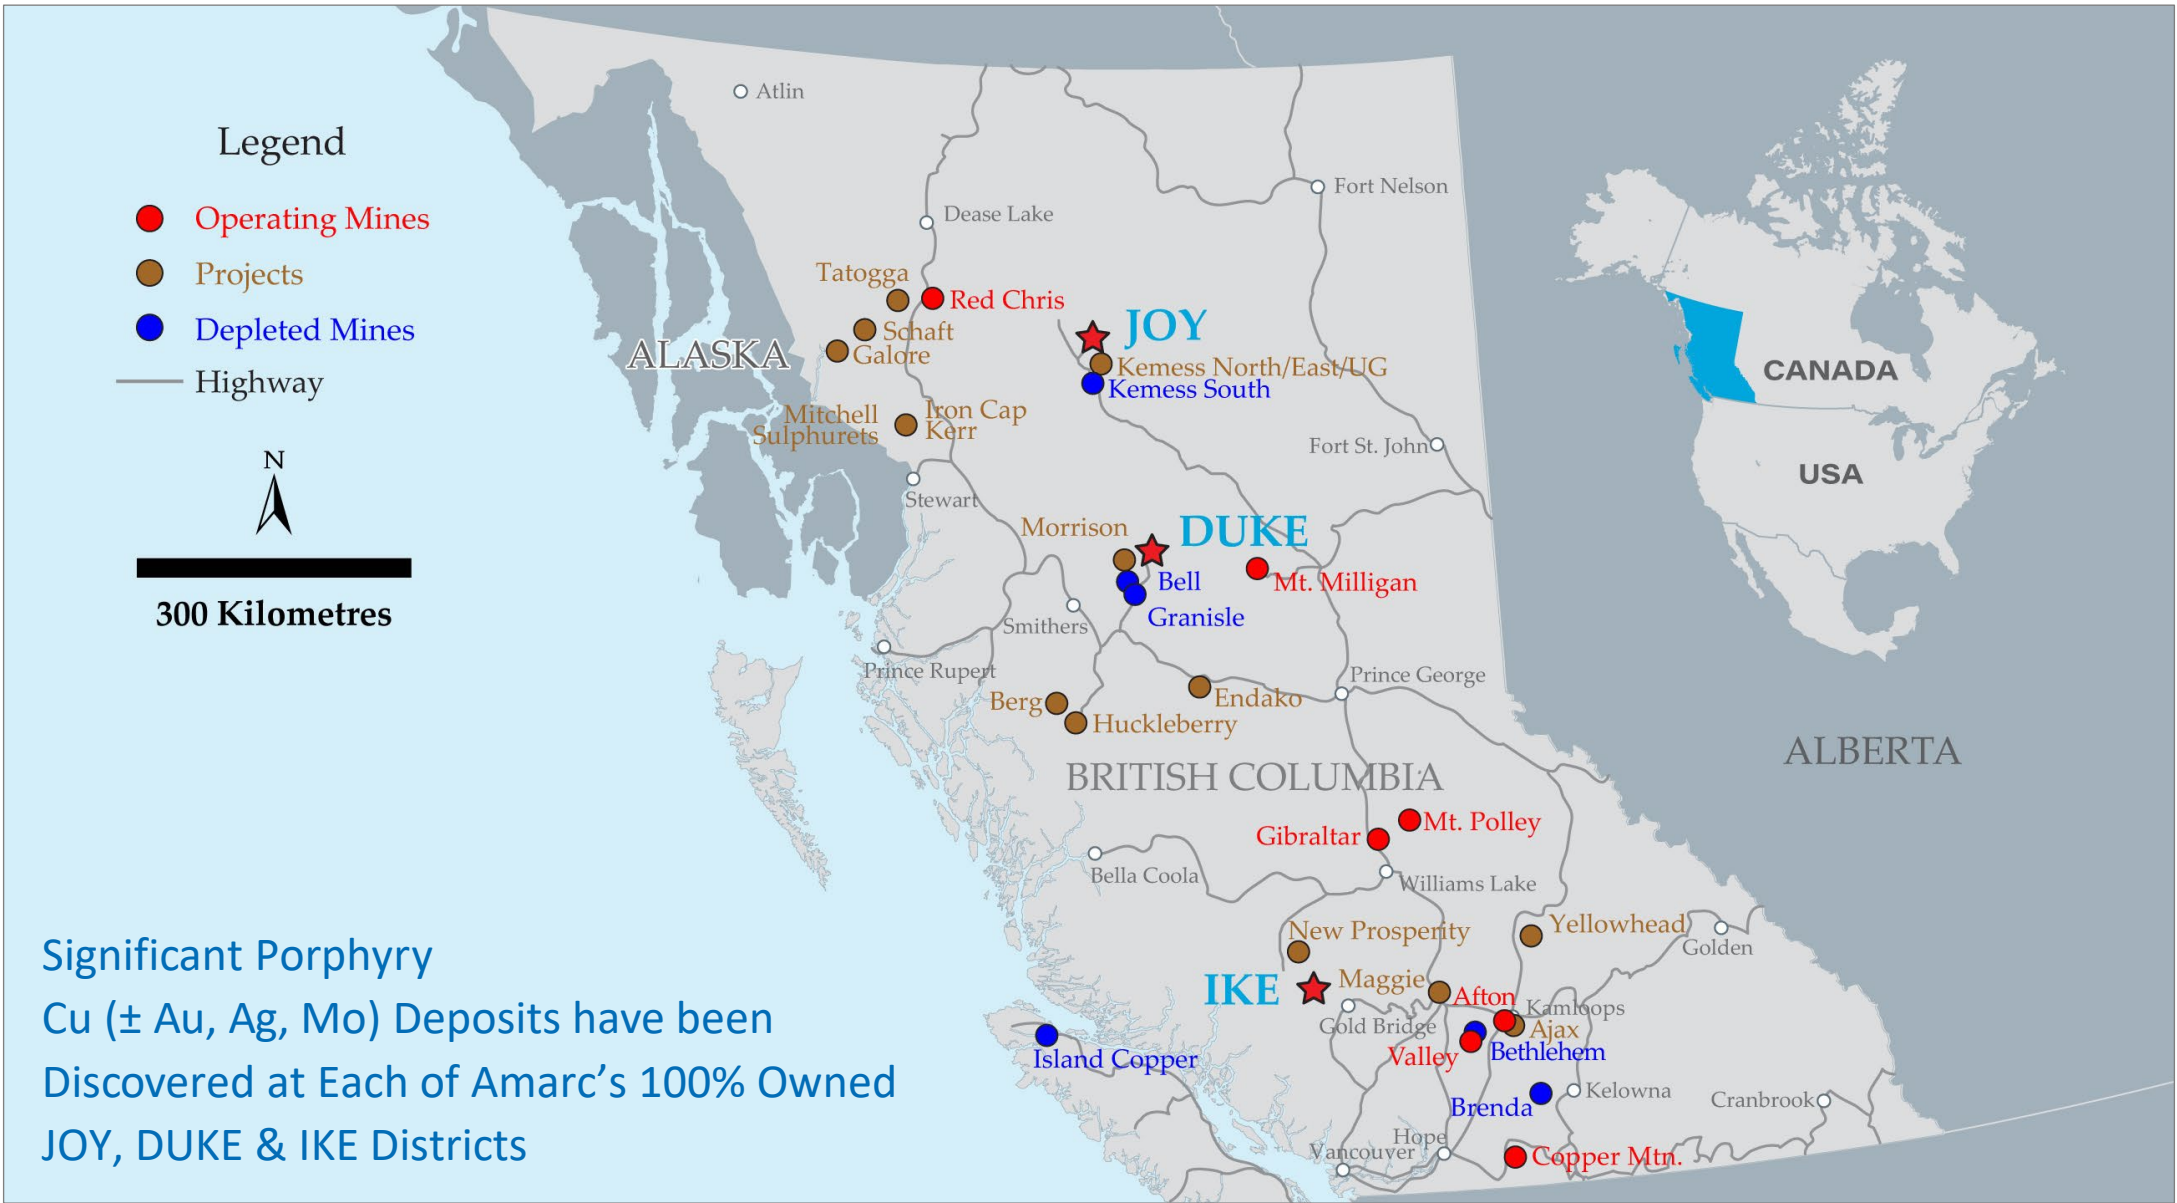 Legend
Operating Mines
Projects
Depleted Mines
Highway
N
300 Kilometres
Significant Porphyry
Cu (± Au, Ag, Mo) Deposits have been
Discovered at Each of Amarc’s 100% Owned
JOY, DUKE & IKE Districts
Atlin
Fort Nelson
Dease Lake
Tatogga
Red Chris
JOY
Schaft
ALASKA
Galore
Kemess North/East/UG
Kemess South
Mitchell
Sulphurets
Iron Cap
Kerr
Fort St. John
Stewart
Morrison
DUKE
Bell
Mt. Milligan
Granisle
Smithers
Prince Rupert
Prince George
Berg
Endako
Huckleberry
BRITISH COLUMBIA
ALBERTA
Mt. Polley
Gibraltar
Bella Coola
Williams Lake
New Prosperity
Yellowhead
Golden
IKE
Maggie
Afton
Kamloops
Gold Bridge
Ajax
Island Copper
Valley
Bethlehem
Brenda
Kelowna
Cranbrook
Hope
Vancouver
Copper Mtn.
CANADA
USA